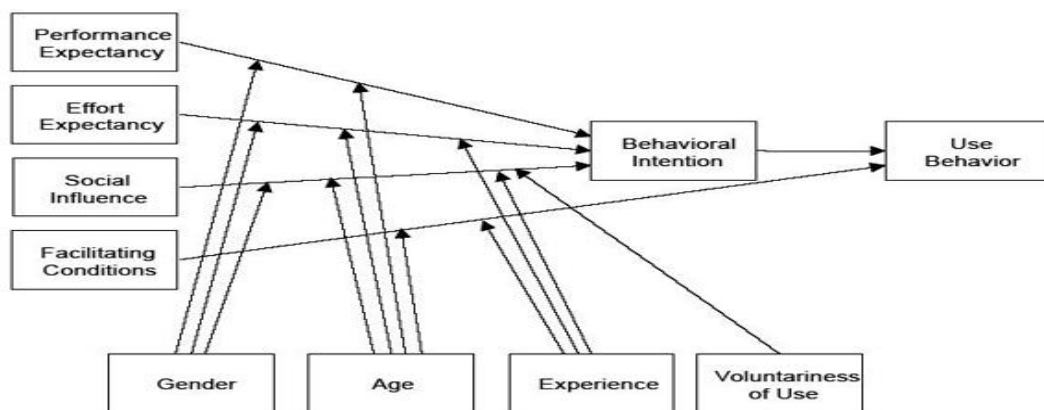 Performance
Expectancy
Effort
Expectancy
Social
Influence
Facilitating
Conditions
Behavioral
Intention
Use
Behavior
Gender
Age
Experience
Voluntariness
of Use